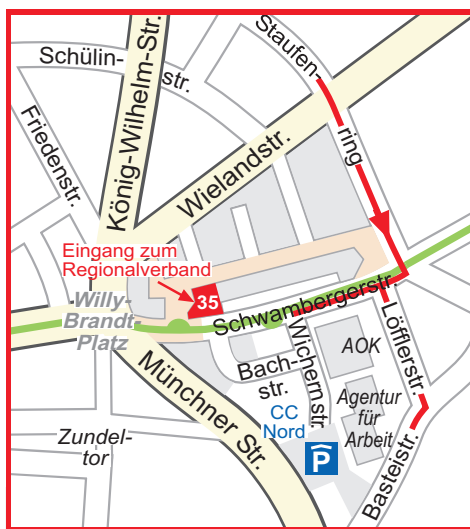 Schülin-
str.
König-Wilhelm-Str.
Staufen-
ring
Friedenstr.
Wielandstr.
Eingang zum
Regionalverband
35
Willy-
Brandt-
Platz
Schwambergerstr.
Löfflerstr.
Wichernstr.
AOK
Bach-
str.
Münchner Str.
CC
Nord
Agentur
für
Arbeit
P
Basteistr.
Zundel-
tor